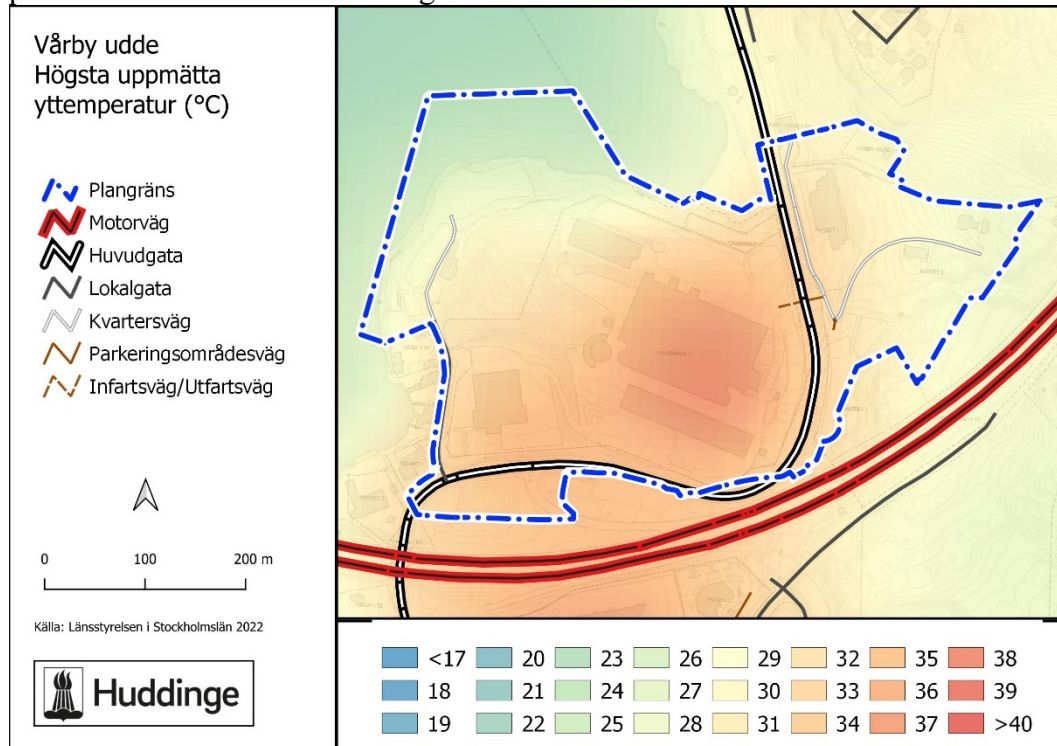 Vårby udde
Högsta uppmätta
yttemperatur (°C)
Plangräns
Motorväg
Huvudgata
Lokalgata
Kvartersväg
Parkeringsområdesväg
Infartsväg/Utfartsväg
0 100 200 m
Källa: Länsstyrelsen i Stockholmslän 2022
Huddinge
<17 20 23 26 29 32 35 38
18 21 24 27 30 33 36 39
19 22 25 28 31 34 37 >40